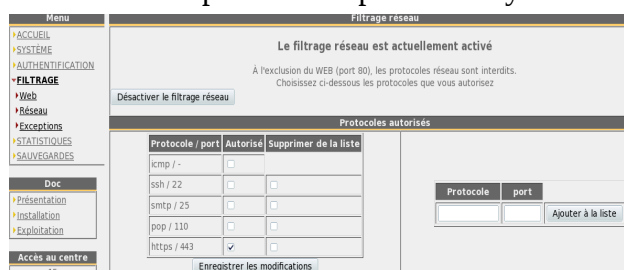 Menu
ACCUEIL
SYSTÈME
AUTHENTIFICATION
FILTRAGE
Web
Réseau
Exceptions
STATISTIQUES
SAUVEGARDES
Doc
Présentation
Installation
Exploitation
Accès au centre
Filtrage réseau
Le filtrage réseau est actuellement activé
À l'exclusion du WEB (port 80), les protocoles réseau sont interdits.
Choisissez ci-dessous les protocoles que vous autorisez
Désactiver le filtrage réseau
Protocoles autorisés
Protocole / port Autorisé Supprimer de la liste
icmp / -
ssh / 22
smtp / 25
pop / 110
https / 443
Enregistrer les modifications
Protocole port
Ajouter à la liste